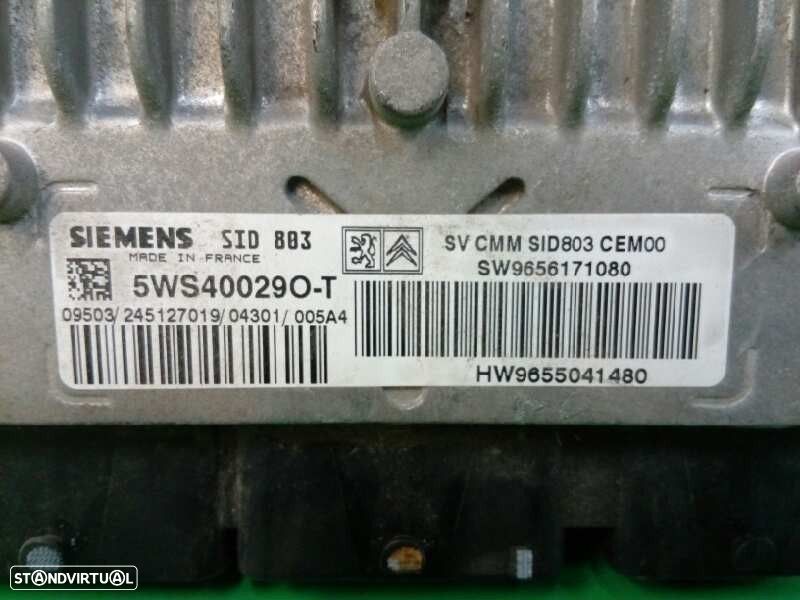 SIEMENS SID 803
MADE IN FRANCE
5WS40029O-T
09503/245127019/04301/005A4
SV CMM SID803 CEM00
SW9656171080
HW9655041480
STANDVIRTUAL